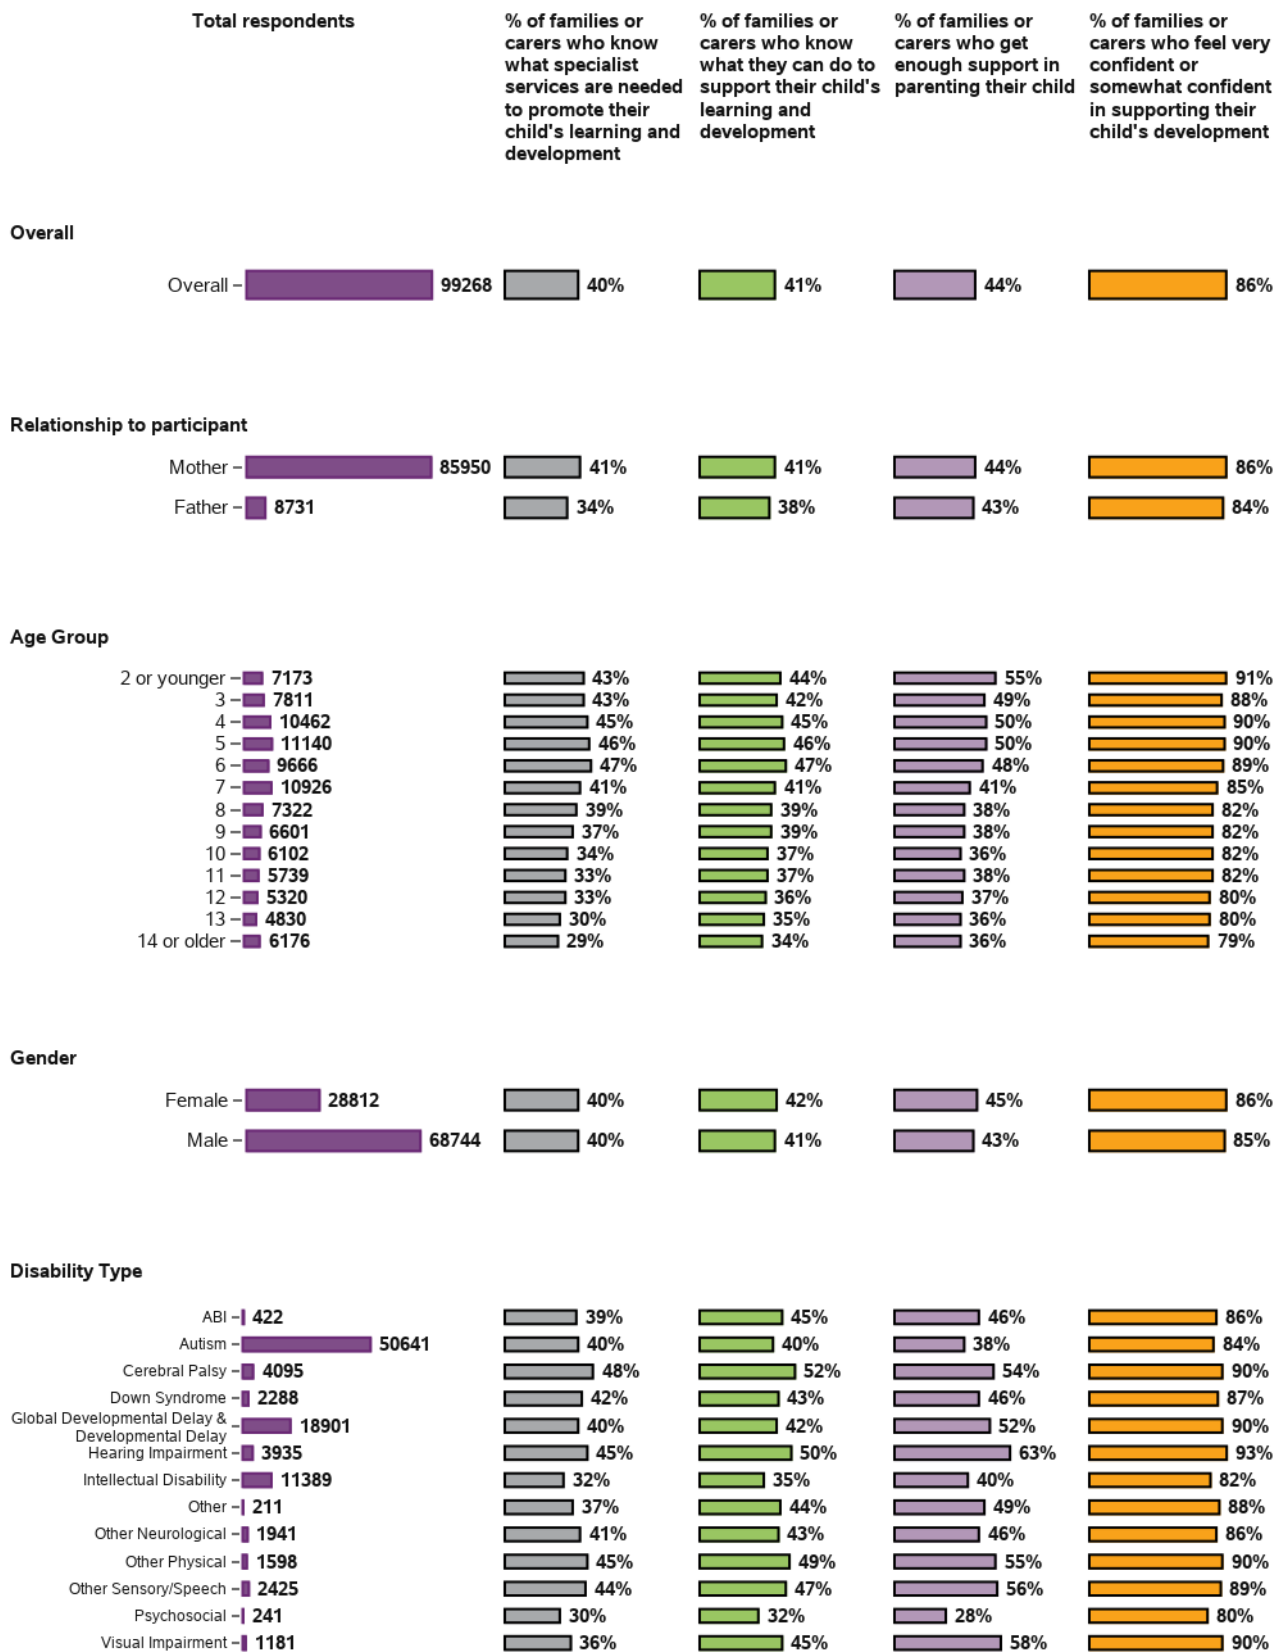 Total respondents
% of families or
carers who know
what specialist
services are needed
to promote their
child's learning and
development
% of families or
carers who know
what they can do to
support their child's
learning and
development
% of families or
carers who get
enough support in
parenting their child
% of families or
carers who feel very
confident or
somewhat confident
in supporting their
child's development
Overall
Overall 99268 40% 41% 44% 86%
Relationship to participant
Mother 85950 41% 41% 44% 86%
Father 8731 34% 38% 43% 84%
Age Group
2 or younger 7173 43% 44% 55% 91%
3 7811 43% 42% 49% 88%
4 10462 45% 45% 50% 90%
5 11140 46% 46% 50% 90%
6 9666 47% 47% 48% 89%
7 10926 41% 41% 41% 85%
8 7322 39% 39% 38% 82%
9 6601 37% 39% 38% 82%
10 6102 34% 37% 36% 82%
11 5739 33% 37% 38% 82%
12 5320 33% 36% 37% 80%
13 4830 30% 35% 36% 80%
14 or older 6176 29% 34% 36% 79%
Gender
Female 28812 40% 42% 45% 86%
Male 68744 40% 41% 43% 85%
Disability Type
ABI 422 39% 45% 46% 86%
Autism 50641 40% 40% 38% 84%
Cerebral Palsy 4095 48% 52% 54% 90%
Down Syndrome 2288 42% 43% 46% 87%
Global Developmental Delay &
Developmental Delay 18901 40% 42% 52% 90%
Hearing Impairment 3935 45% 50% 63% 93%
Intellectual Disability 11389 32% 35% 40% 82%
Other 211 37% 44% 49% 88%
Other Neurological 1941 41% 43% 46% 86%
Other Physical 1598 45% 49% 55% 90%
Other Sensory/Speech 2425 44% 47% 56% 89%
Psychosocial 241 30% 32% 28% 80%
Visual Impairment 1181 36% 45% 58% 90%